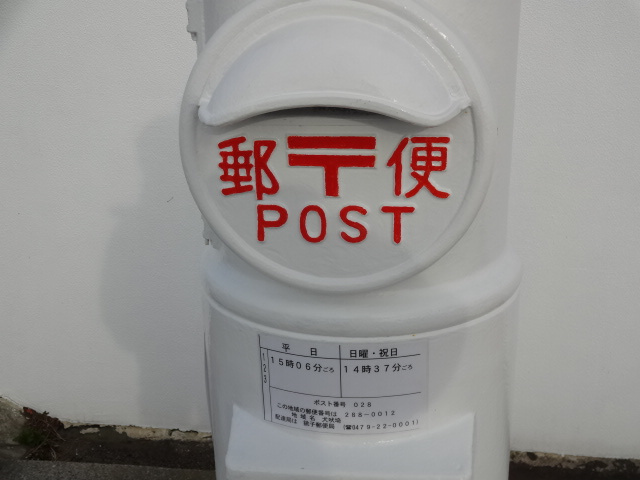 郵〒便
POST
平 日 日曜・祝日
1 15時06分ごろ 14時37分ごろ
2
3
ポスト番号 028
この地域の郵便番号は 288-0012
地域名 犬吠埼
配達局は 銚子郵便局 (☎0479-22-0001)